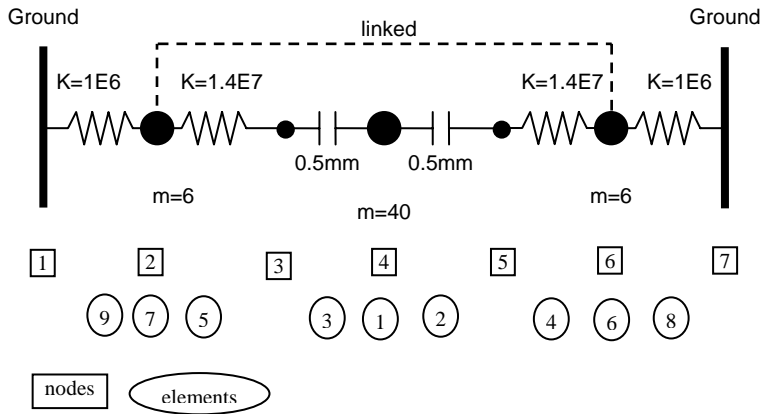 Ground Ground
linked
K=1E6 K=1.4E7 K=1.4E7 K=1E6
0.5mm 0.5mm
m=6 m=40 m=6
1 2 3 4 5 6 7
9 7 5 3 1 2 4 6 8
nodes elements